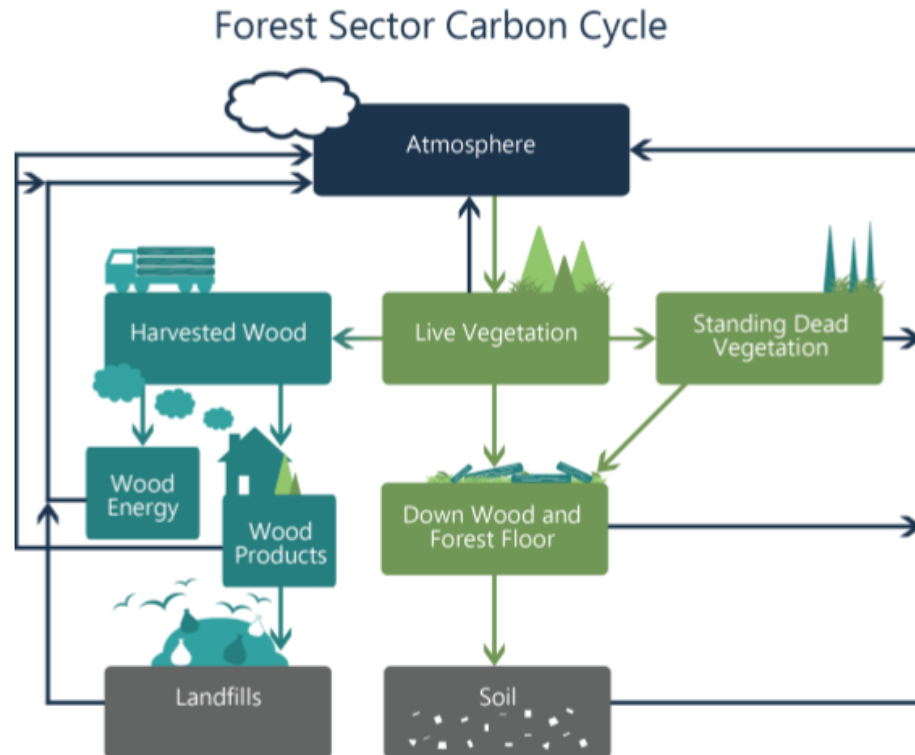 Forest Sector Carbon Cycle
Atmosphere
Harvested Wood
Live Vegetation
Standing Dead
Vegetation
Wood
Energy
Wood
Products
Down Wood and
Forest Floor
Landfills
Soil